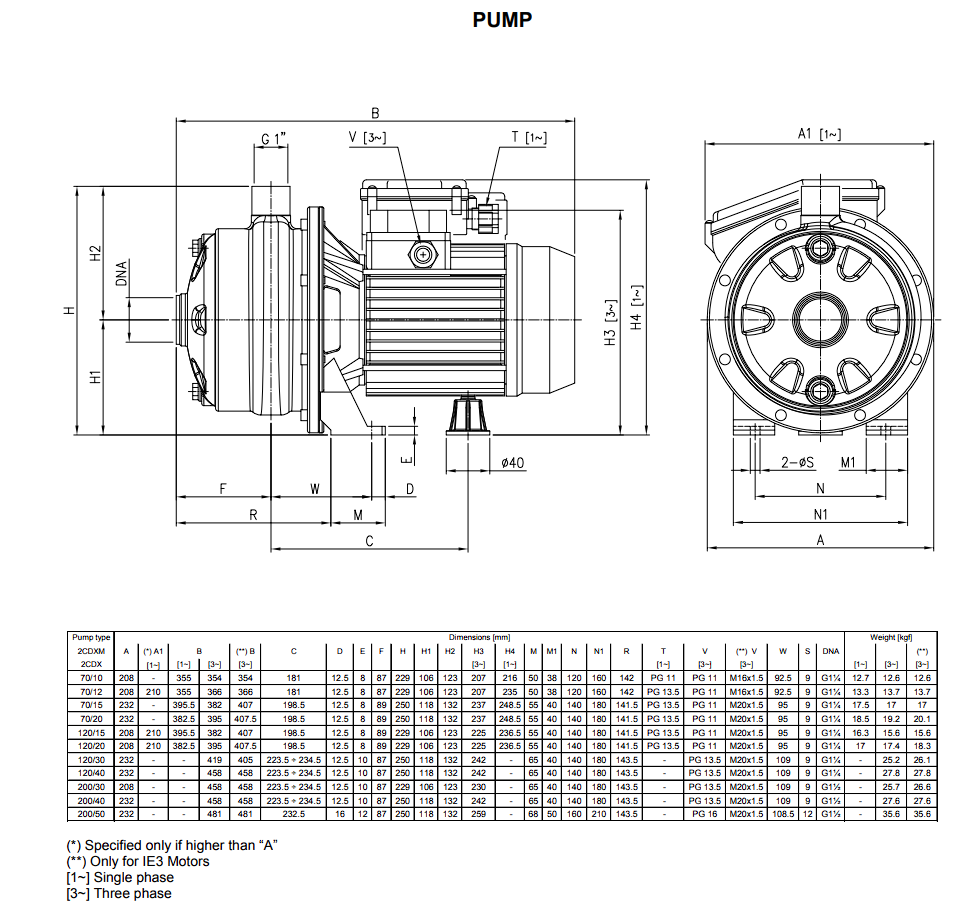 PUMP
B
G 1"
V [3~]
T [1~]
A1 [1~]
H
H2
DNA
H1
H3 [3~]
H4 [1~]
E
ø40
2-øS
M1
F
W
D
N
R
M
N1
C
A
Pump type Dimensions [mm] Weight [kgf]
2CDXM A (*) A1 B (**) B C D E F H H1 H2 H3 H4 M M1 N N1 R T V (**) V W S DNA (**)
2CDX [1~] [1~] [3~] [3~] [3~] [1~] [1~] [3~] [3~] [1~] [3~] [3~]
70/10 208 - 355 354 354 181 12.5 8 87 229 106 123 207 216 50 38 120 160 142 PG 11 PG 11 M16x1.5 92.5 9 G1¼ 12.7 12.6 12.6
70/12 208 210 355 366 366 181 12.5 8 87 229 106 123 207 235 50 38 120 160 142 PG 13.5 PG 11 M16x1.5 92.5 9 G1¼ 13.3 13.7 13.7
70/15 232 - 395.5 382 407 198.5 12.5 8 89 250 118 132 237 248.5 55 40 140 180 141.5 PG 13.5 PG 11 M20x1.5 95 9 G1¼ 17.5 17 17
70/20 232 - 382.5 395 407.5 198.5 12.5 8 89 250 118 132 237 248.5 55 40 140 180 141.5 PG 13.5 PG 11 M20x1.5 95 9 G1¼ 18.5 19.2 20.1
120/15 208 210 395.5 382 407 198.5 12.5 8 89 229 106 123 225 236.5 55 40 140 180 141.5 PG 13.5 PG 11 M20x1.5 95 9 G1¼ 16.3 15.6 15.6
120/20 208 210 382.5 395 407.5 198.5 12.5 8 89 229 106 123 225 236.5 55 40 140 180 141.5 PG 13.5 PG 11 M20x1.5 95 9 G1¼ 17 17.4 18.3
120/30 232 - - 419 405 223.5 ÷ 234.5 12.5 10 87 250 118 132 242 - 65 40 140 180 143.5 - PG 13.5 M20x1.5 109 9 G1¼ - 25.2 26.1
120/40 232 - - 458 458 223.5 ÷ 234.5 12.5 10 87 250 118 132 242 - 65 40 140 180 143.5 - PG 13.5 M20x1.5 109 9 G1¼ - 27.8 27.8
200/30 208 - - 458 458 223.5 ÷ 234.5 12.5 10 87 229 106 123 230 - 65 40 140 180 143.5 - PG 13.5 M20x1.5 109 9 G1½ - 25.7 26.6
200/40 232 - - 458 458 223.5 ÷ 234.5 12.5 10 87 250 118 132 242 - 65 40 140 180 143.5 - PG 13.5 M20x1.5 109 9 G1½ - 27.6 27.6
200/50 232 - - 481 481 232.5 16 12 87 250 118 132 259 - 68 50 160 210 143.5 - PG 16 M20x1.5 108.5 12 G1½ - 35.6 35.6
(*) Specified only if higher than “A”
(**) Only for IE3 Motors
[1~] Single phase
[3~] Three phase